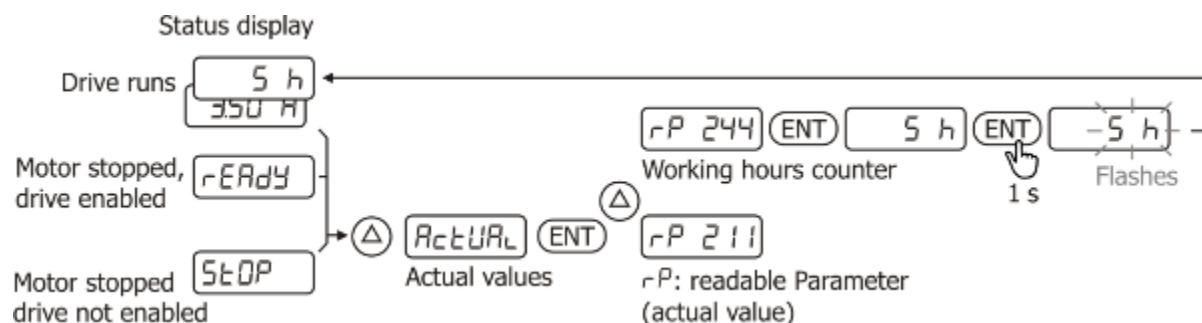 Status display
Drive runs
5 h
3.50 A
rP 244
ENT
5 h
ENT
5 h
Working hours counter
1 s
Flashes
Motor stopped,
drive enabled
rEAdY
ActUAL
ENT
rP 211
Actual values
rP: readable Parameter
(actual value)
Motor stopped
drive not enabled
StOP